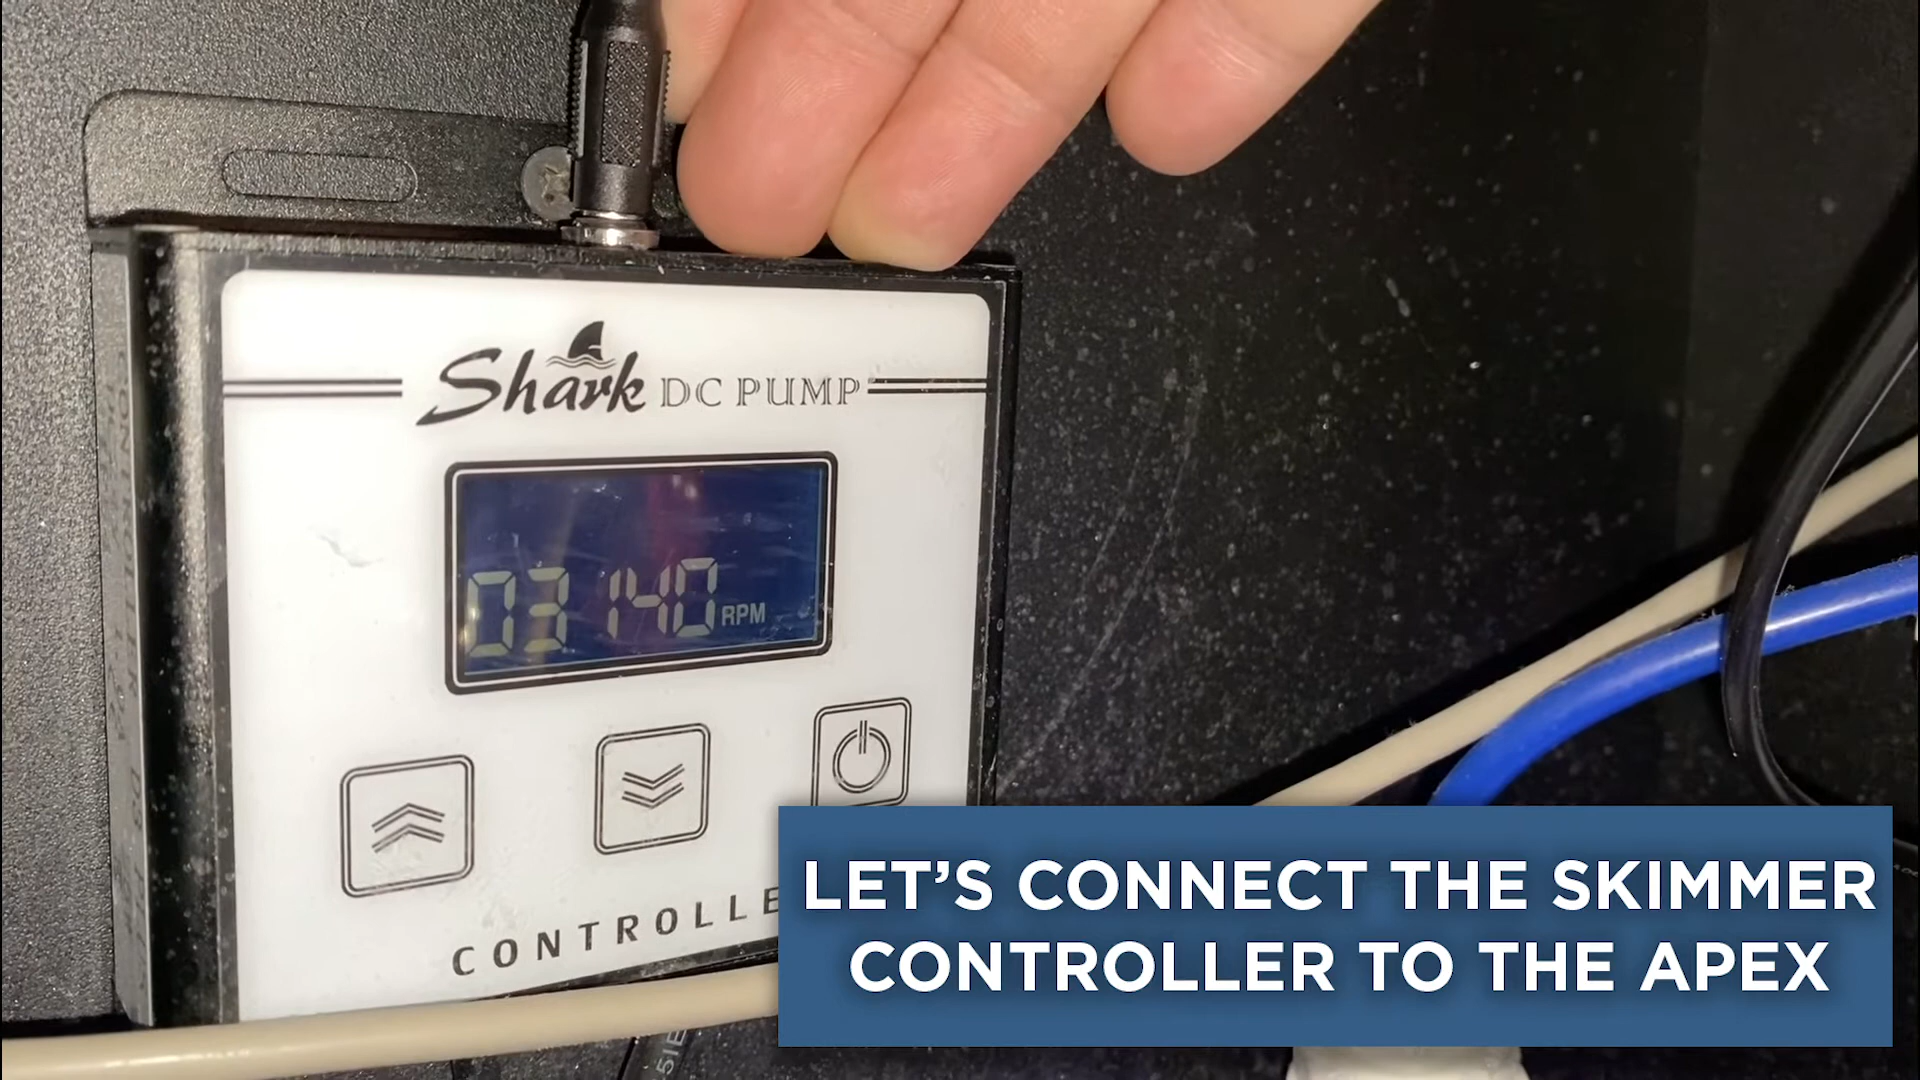 Shark DC PUMP
03140 RPM
CONTROLLE
LET'S CONNECT THE SKIMMER
CONTROLLER TO THE APEX